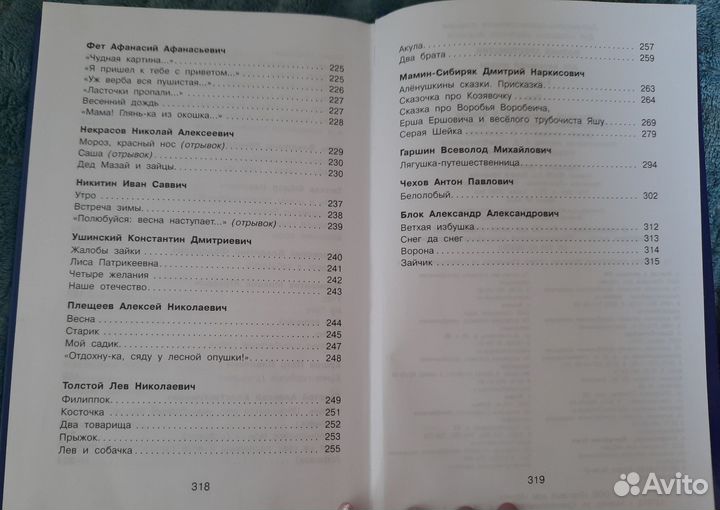 Фет Афанасий Афанасьевич
«Чудная картина...» 225
«Я пришел к тебе с приветом...» 225
«Уж верба вся пушистая...» 226
«Ласточки пропали...» 227
Весенний дождь 227
«Мама! Глянь-ка из окошка...» 228
Некрасов Николай Алексеевич
Мороз, красный нос (отрывок) 229
Саша (отрывок) 230
Дед Мазай и зайцы 230
Никитин Иван Саввич
Утро 237
Встреча зимы 238
«Полюбуйся: весна наступает...» (отрывок) 239
Ушинский Константин Дмитриевич
Жалобы зайки 240
Лиса Патрикеевна 241
Четыре желания 242
Наше отечество 243
Плещеев Алексей Николаевич
Весна 244
Старик 245
Мой садик 247
«Отдохну-ка, сяду у лесной опушки!» 248
Толстой Лев Николаевич
Филиппок 249
Косточка 251
Два товарища 252
Прыжок 253
Лев и собачка 255
318
Акула 257
Два брата 259
Мамин-Сибиряк Дмитрий Наркисович
Алёнушкины сказки. Присказка 263
Сказочка про Козявочку 264
Сказка про Воробья Воробеича,
Ерша Ершовича и весёлого трубочиста Яшу 269
Серая Шейка 279
Гаршин Всеволод Михайлович
Лягушка-путешественница 294
Чехов Антон Павлович
Белолобый 302
Блок Александр Александрович
Ветхая избушка 312
Снег да снег 313
Ворона 314
Зайчик 315
319
Avito